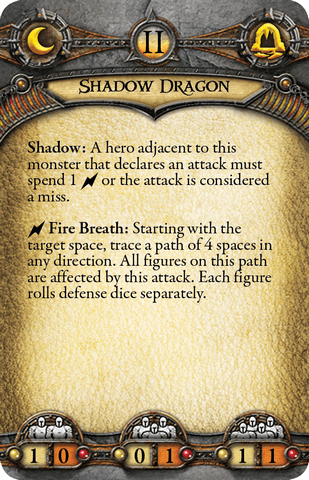 II
Shadow Dragon
Shadow: A hero adjacent to this
monster that declares an attack must
spend 1 or the attack is considered
a miss.
Fire Breath: Starting with the
target space, trace a path of 4 spaces in
any direction. All figures on this path
are affected by this attack. Each figure
rolls defense dice separately.
1 0 0 1 1 1